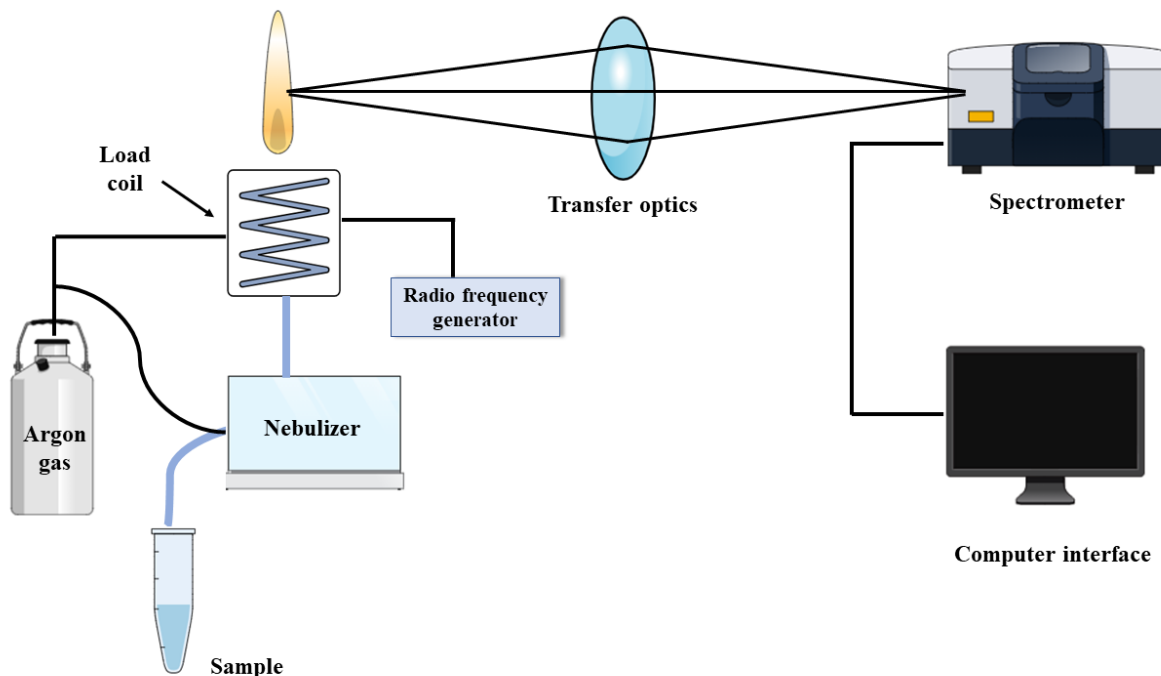 Load
coil
Transfer optics
Spectrometer
Radio frequency
generator
Argon
gas
Nebulizer
Computer interface
Sample